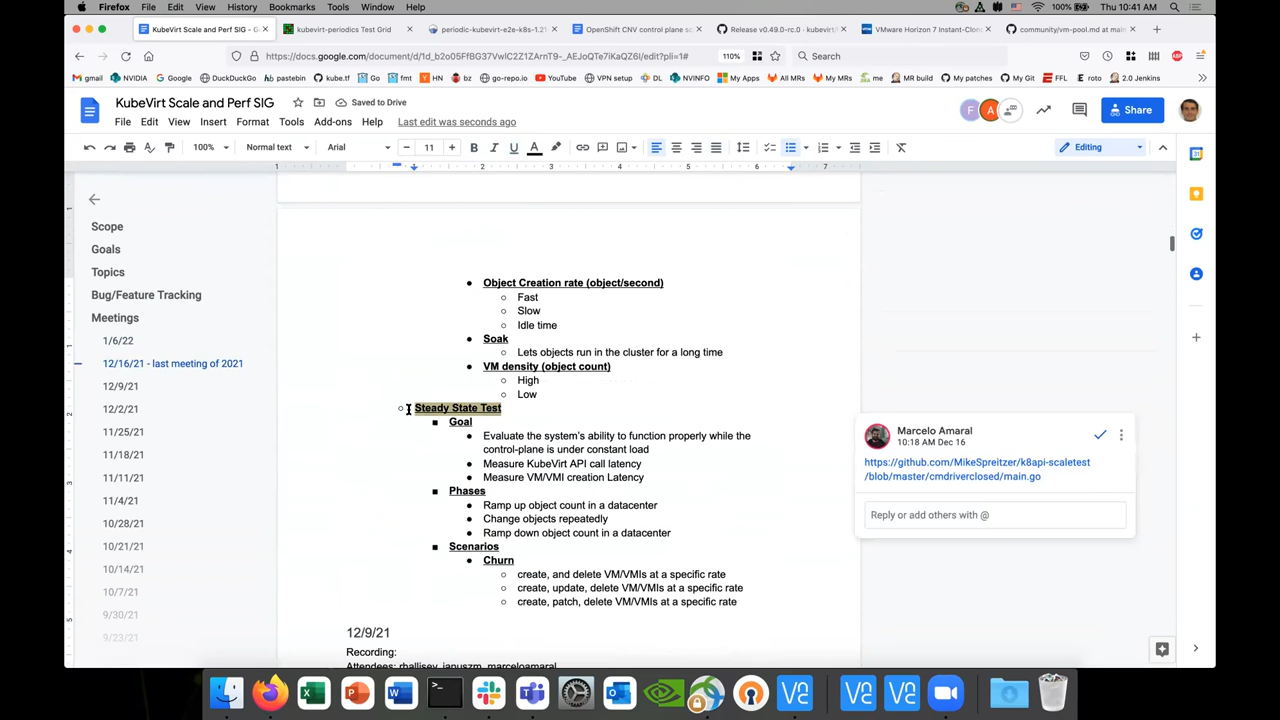 Firefox File Edit View History Bookmarks Tools Window Help 100% Thu 10:41 AM
KubeVirt Scale and Perf SIG - G kubevirt-periodics Test Grid periodic-kubevirt-e2e-k8s-1.21 OpenShift CNV control plane sc Release v0.49.0-rc.0 · kubevirt/ VMware Horizon 7 Instant-Clon community/vm-pool.md at main
https://docs.google.com/document/d/1d_b2o05FfBG37VwlC2Z1ArnT9-_AEJoQTe7iKaQZ6I/edit?pli=1# 110% Search
gmail NVIDIA Google DuckDuckGo pastebin kube.tf Go fmt HN bz go-repo.io YouTube VPN setup DL NVINFO My Apps All MRs My MRs me MR build My patches My Git FFL roto 2.0 Jenkins
KubeVirt Scale and Perf SIG Saved to Drive
File Edit View Insert Format Tools Add-ons Help Last edit was seconds ago
F A Share
100% Normal text Arial 11 Editing
1 2 3 4 5 6 7
Scope
Goals
Topics
Bug/Feature Tracking
Meetings
1/6/22
12/16/21 - last meeting of 2021
12/9/21
12/2/21
11/25/21
11/18/21
11/11/21
11/4/21
10/28/21
10/21/21
10/14/21
10/7/21
9/30/21
9/23/21
Object Creation rate (object/second)
Fast
Slow
Idle time
Soak
Lets objects run in the cluster for a long time
VM density (object count)
High
Low
Steady State Test
Goal
Evaluate the system's ability to function properly while the
control-plane is under constant load
Measure KubeVirt API call latency
Measure VM/VMI creation Latency
Phases
Ramp up object count in a datacenter
Change objects repeatedly
Ramp down object count in a datacenter
Scenarios
Churn
create, and delete VM/VMIs at a specific rate
create, update, delete VM/VMIs at a specific rate
create, patch, delete VM/VMIs at a specific rate
12/9/21
Recording:
Attendees: rhallisey, januszm, marceloamaral
Marcelo Amaral
10:18 AM Dec 16
https://github.com/MikeSpreitzer/k8api-scaletest
/blob/master/cmdriverclosed/main.go
Reply or add others with @